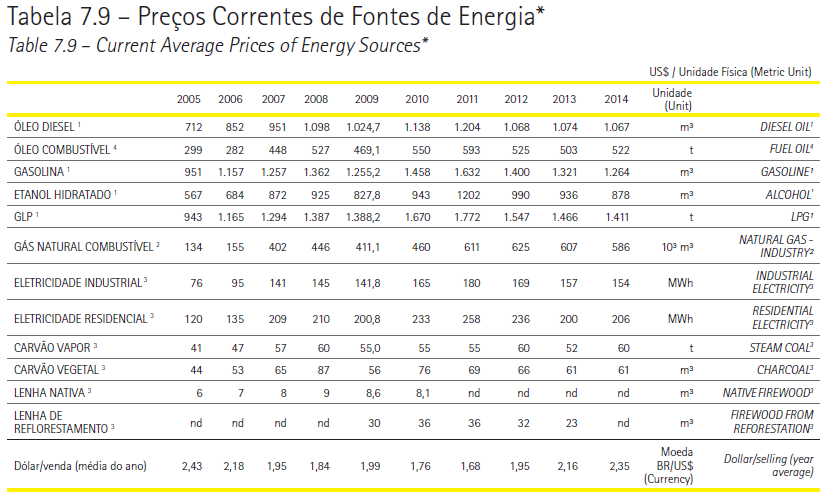 Tabela 7.9 – Preços Correntes de Fontes de Energia*
Table 7.9 – Current Average Prices of Energy Sources*
US$ / Unidade Física (Metric Unit)
2005 2006 2007 2008 2009 2010 2011 2012 2013 2014 Unidade (Unit)
ÓLEO DIESEL ¹ 712 852 951 1.098 1.024,7 1.138 1.204 1.068 1.074 1.067 m³ DIESEL OIL¹
ÓLEO COMBUSTÍVEL ⁴ 299 282 448 527 469,1 550 593 525 503 522 t FUEL OIL⁴
GASOLINA ¹ 951 1.157 1.257 1.362 1.255,2 1.458 1.632 1.400 1.321 1.264 m³ GASOLINE¹
ETANOL HIDRATADO ¹ 567 684 872 925 827,8 943 1202 990 936 878 m³ ALCOHOL¹
GLP ¹ 943 1.165 1.294 1.387 1.388,2 1.670 1.772 1.547 1.466 1.411 t LPG¹
GÁS NATURAL COMBUSTÍVEL ² 134 155 402 446 411,1 460 611 625 607 586 10³ m³ NATURAL GAS – INDUSTRY²
ELETRICIDADE INDUSTRIAL ³ 76 95 141 145 141,8 165 180 169 157 154 MWh INDUSTRIAL ELECTRICITY³
ELETRICIDADE RESIDENCIAL ³ 120 135 209 210 200,8 233 258 236 200 206 MWh RESIDENTIAL ELECTRICITY³
CARVÃO VAPOR ³ 41 47 57 60 55,0 55 55 60 52 60 t STEAM COAL³
CARVÃO VEGETAL ³ 44 53 65 87 56 76 69 66 61 61 m³ CHARCOAL³
LENHA NATIVA ³ 6 7 8 9 8,6 8,1 nd nd nd nd m³ NATIVE FIREWOOD³
LENHA DE REFLORESTAMENTO ³ nd nd nd nd 30 36 36 32 23 nd m³ FIREWOOD FROM REFORESTATION³
Dólar/venda (média do ano) 2,43 2,18 1,95 1,84 1,99 1,76 1,68 1,95 2,16 2,35 Moeda BR/US$ (Currency) Dollar/selling (year average)